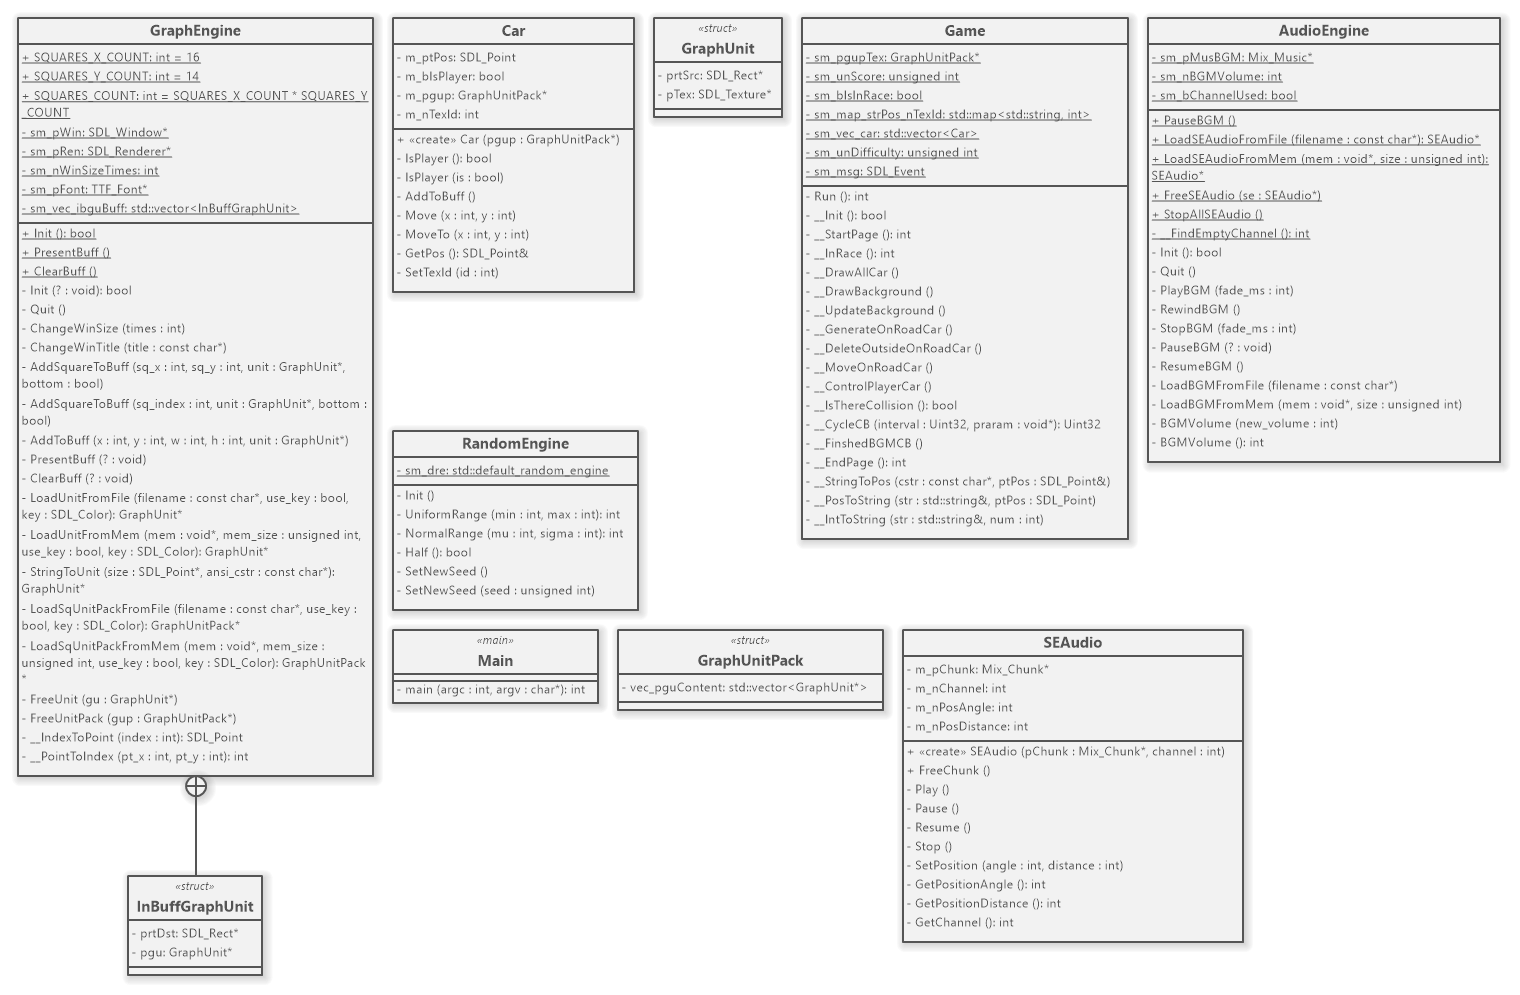 GraphEngine
+ SQUARES_X_COUNT: int = 16
+ SQUARES_Y_COUNT: int = 14
+ SQUARES_COUNT: int = SQUARES_X_COUNT * SQUARES_Y
_COUNT
- sm_pWin: SDL_Window*
- sm_pRen: SDL_Renderer*
- sm_nWinSizeTimes: int
- sm_pFont: TTF_Font*
- sm_vec_ibguBuff: std::vector<InBuffGraphUnit>
+ Init (): bool
+ PresentBuff ()
+ ClearBuff ()
- Init (? : void): bool
- Quit ()
- ChangeWinSize (times : int)
- ChangeWinTitle (title : const char*)
- AddSquareToBuff (sq_x : int, sq_y : int, unit : GraphUnit*,
bottom : bool)
- AddSquareToBuff (sq_index : int, unit : GraphUnit*, bottom :
bool)
- AddToBuff (x : int, y : int, w : int, h : int, unit : GraphUnit*)
- PresentBuff (? : void)
- ClearBuff (? : void)
- LoadUnitFromFile (filename : const char*, use_key : bool,
key : SDL_Color): GraphUnit*
- LoadUnitFromMem (mem : void*, mem_size : unsigned int,
use_key : bool, key : SDL_Color): GraphUnit*
- StringToUnit (size : SDL_Point*, ansi_cstr : const char*):
GraphUnit*
- LoadSqUnitPackFromFile (filename : const char*, use_key :
bool, key : SDL_Color): GraphUnitPack*
- LoadSqUnitPackFromMem (mem : void*, mem_size :
unsigned int, use_key : bool, key : SDL_Color): GraphUnitPack
*
- FreeUnit (gu : GraphUnit*)
- FreeUnitPack (gup : GraphUnitPack*)
- __IndexToPoint (index : int): SDL_Point
- __PointToIndex (pt_x : int, pt_y : int): int
«struct»
InBuffGraphUnit
- prtDst: SDL_Rect*
- pgu: GraphUnit*
Car
- m_ptPos: SDL_Point
- m_bIsPlayer: bool
- m_pgup: GraphUnitPack*
- m_nTexId: int
+ «create» Car (pgup : GraphUnitPack*)
- IsPlayer (): bool
- IsPlayer (is : bool)
- AddToBuff ()
- Move (x : int, y : int)
- MoveTo (x : int, y : int)
- GetPos (): SDL_Point&
- SetTexId (id : int)
«struct»
GraphUnit
- prtSrc: SDL_Rect*
- pTex: SDL_Texture*
Game
- sm_pgupTex: GraphUnitPack*
- sm_unScore: unsigned int
- sm_bIsInRace: bool
- sm_map_strPos_nTexId: std::map<std::string, int>
- sm_vec_car: std::vector<Car>
- sm_unDifficulty: unsigned int
- sm_msg: SDL_Event
- Run (): int
- __Init (): bool
- __StartPage (): int
- __InRace (): int
- __DrawAllCar ()
- __DrawBackground ()
- __UpdateBackground ()
- __GenerateOnRoadCar ()
- __DeleteOutsideOnRoadCar ()
- __MoveOnRoadCar ()
- __ControlPlayerCar ()
- __IsThereCollision (): bool
- __CycleCB (interval : Uint32, praram : void*): Uint32
- __FinshedBGMCB ()
- __EndPage (): int
- __StringToPos (cstr : const char*, ptPos : SDL_Point&)
- __PosToString (str : std::string&, ptPos : SDL_Point)
- __IntToString (str : std::string&, num : int)
AudioEngine
- sm_pMusBGM: Mix_Music*
- sm_nBGMVolume: int
- sm_bChannelUsed: bool
+ PauseBGM ()
+ LoadSEAudioFromFile (filename : const char*): SEAudio*
+ LoadSEAudioFromMem (mem : void*, size : unsigned int):
SEAudio*
+ FreeSEAudio (se : SEAudio*)
+ StopAllSEAudio ()
- __FindEmptyChannel (): int
- Init (): bool
- Quit ()
- PlayBGM (fade_ms : int)
- RewindBGM ()
- StopBGM (fade_ms : int)
- PauseBGM (? : void)
- ResumeBGM ()
- LoadBGMFromFile (filename : const char*)
- LoadBGMFromMem (mem : void*, size : unsigned int)
- BGMVolume (new_volume : int)
- BGMVolume (): int
RandomEngine
- sm_dre: std::default_random_engine
- Init ()
- UniformRange (min : int, max : int): int
- NormalRange (mu : int, sigma : int): int
- Half (): bool
- SetNewSeed ()
- SetNewSeed (seed : unsigned int)
«main»
Main
- main (argc : int, argv : char*): int
«struct»
GraphUnitPack
- vec_pguContent: std::vector<GraphUnit*>
SEAudio
- m_pChunk: Mix_Chunk*
- m_nChannel: int
- m_nPosAngle: int
- m_nPosDistance: int
+ «create» SEAudio (pChunk : Mix_Chunk*, channel : int)
+ FreeChunk ()
- Play ()
- Pause ()
- Resume ()
- Stop ()
- SetPosition (angle : int, distance : int)
- GetPositionAngle (): int
- GetPositionDistance (): int
- GetChannel (): int